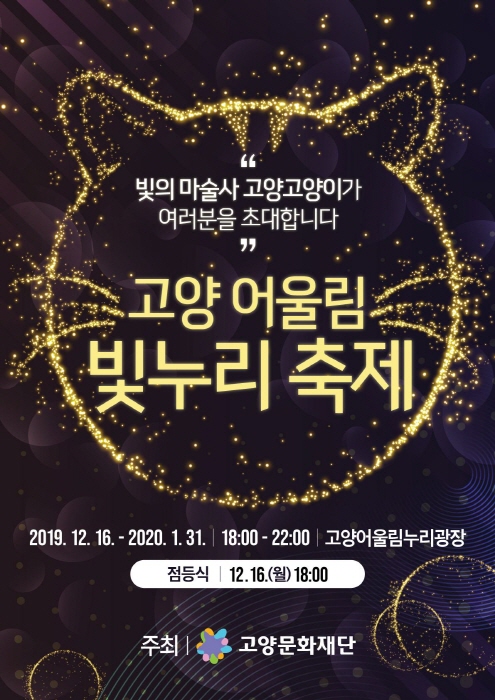 “
빛의 마술사 고양고양이가
여러분을 초대합니다
”
고양 어울림
빛누리 축제
2019. 12. 16. - 2020. 1. 31. | 18:00 - 22:00 | 고양어울림누리광장
점등식 | 12.16.(월) 18:00
주최 | 고양문화재단